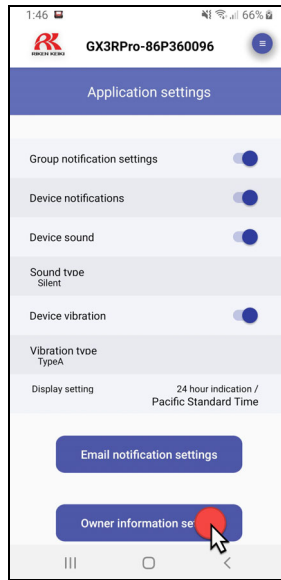 1:46 66%
RIKEN KEIKI
GX3RPro-86P360096
Application settings
Group notification settings
Device notifications
Device sound
Sound type
Silent
Device vibration
Vibration type
TypeA
Display setting 24 hour indication /
Pacific Standard Time
Email notification settings
Owner information se